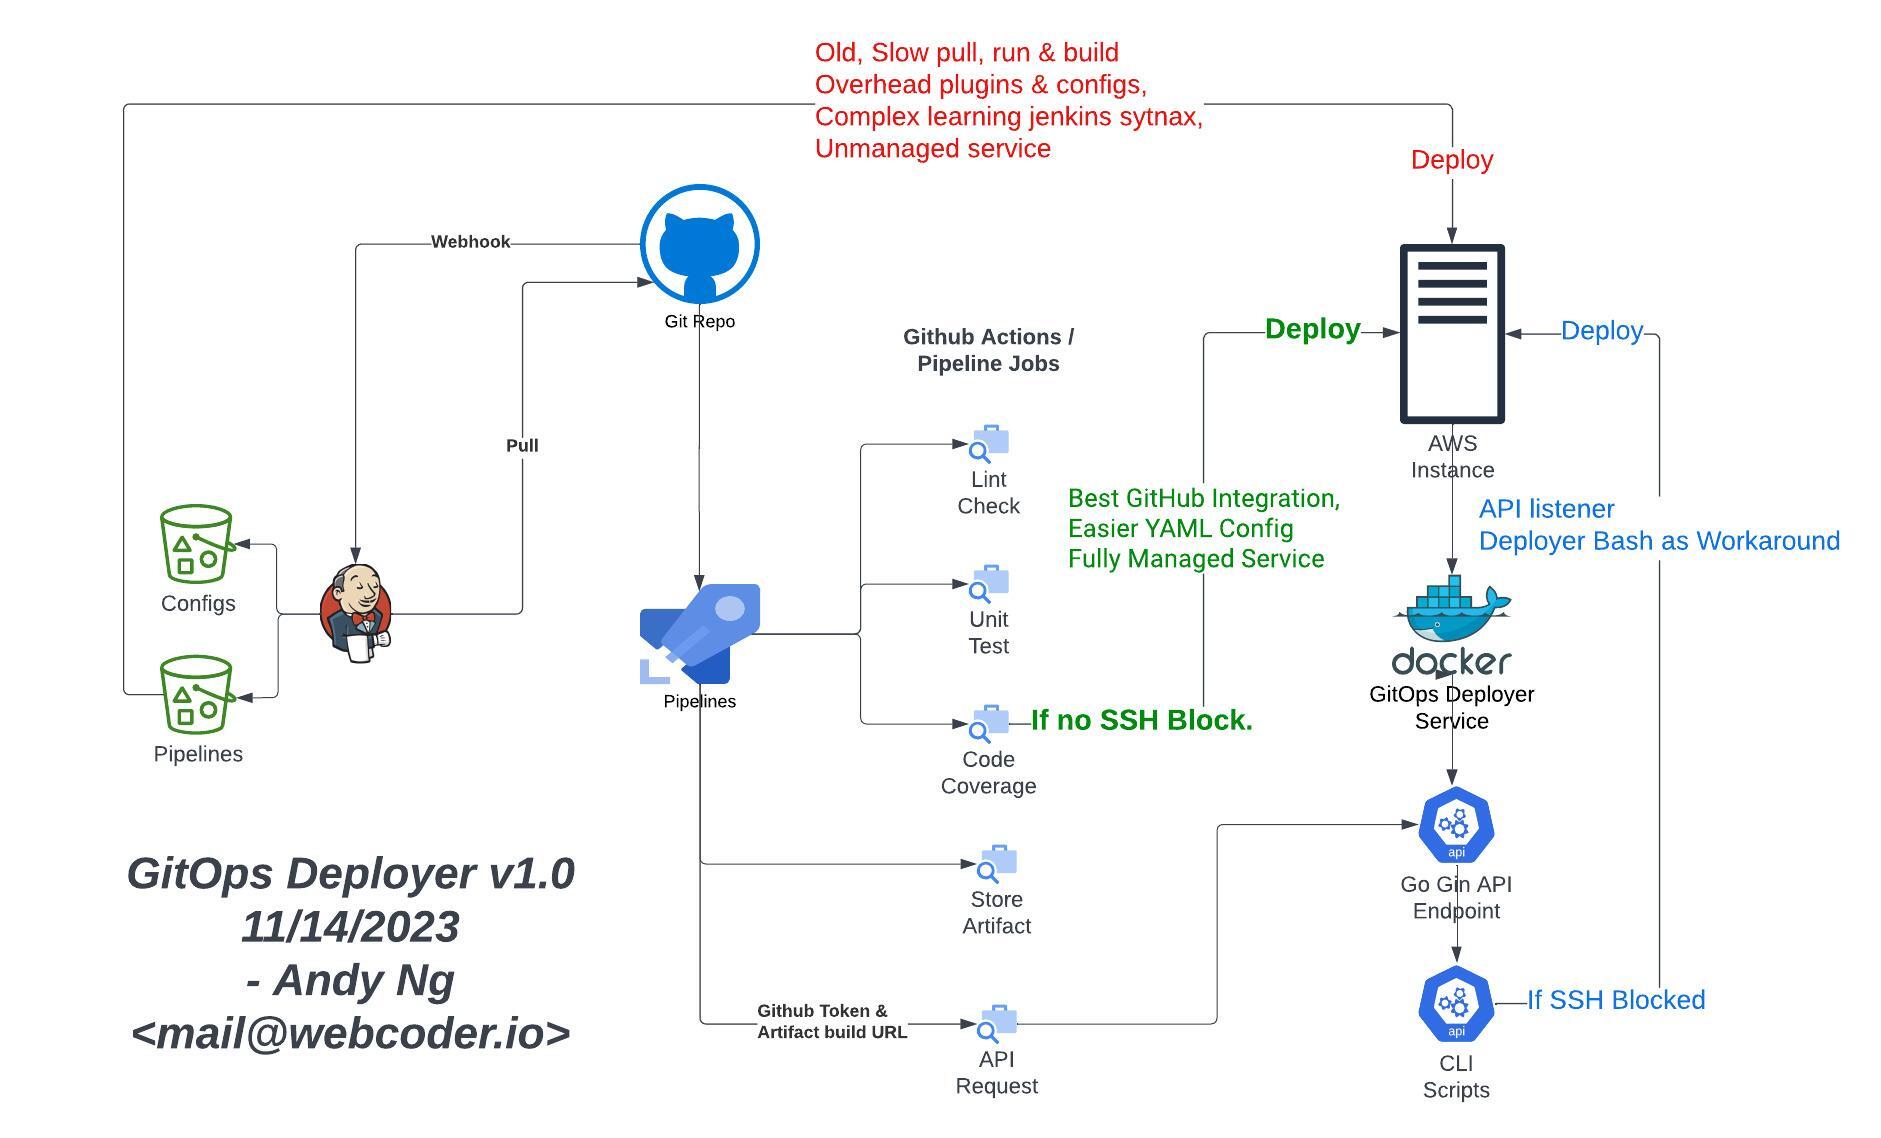 Old, Slow pull, run & build
Overhead plugins & configs,
Complex learning jenkins sytnax,
Unmanaged service
Deploy
Webhook
Git Repo
Github Actions /
Pipeline Jobs
Deploy
Deploy
Pull
AWS
Instance
Lint
Check
Best GitHub Integration,
Easier YAML Config
Fully Managed Service
API listener
Deployer Bash as Workaround
Configs
Unit
Test
docker
GitOps Deployer
Service
Pipelines
If no SSH Block.
Pipelines
Code
Coverage
api
Go Gin API
Endpoint
GitOps Deployer v1.0
11/14/2023
- Andy Ng
<mail@webcoder.io>
Store
Artifact
Github Token &
Artifact build URL
API
Request
If SSH Blocked
api
CLI
Scripts